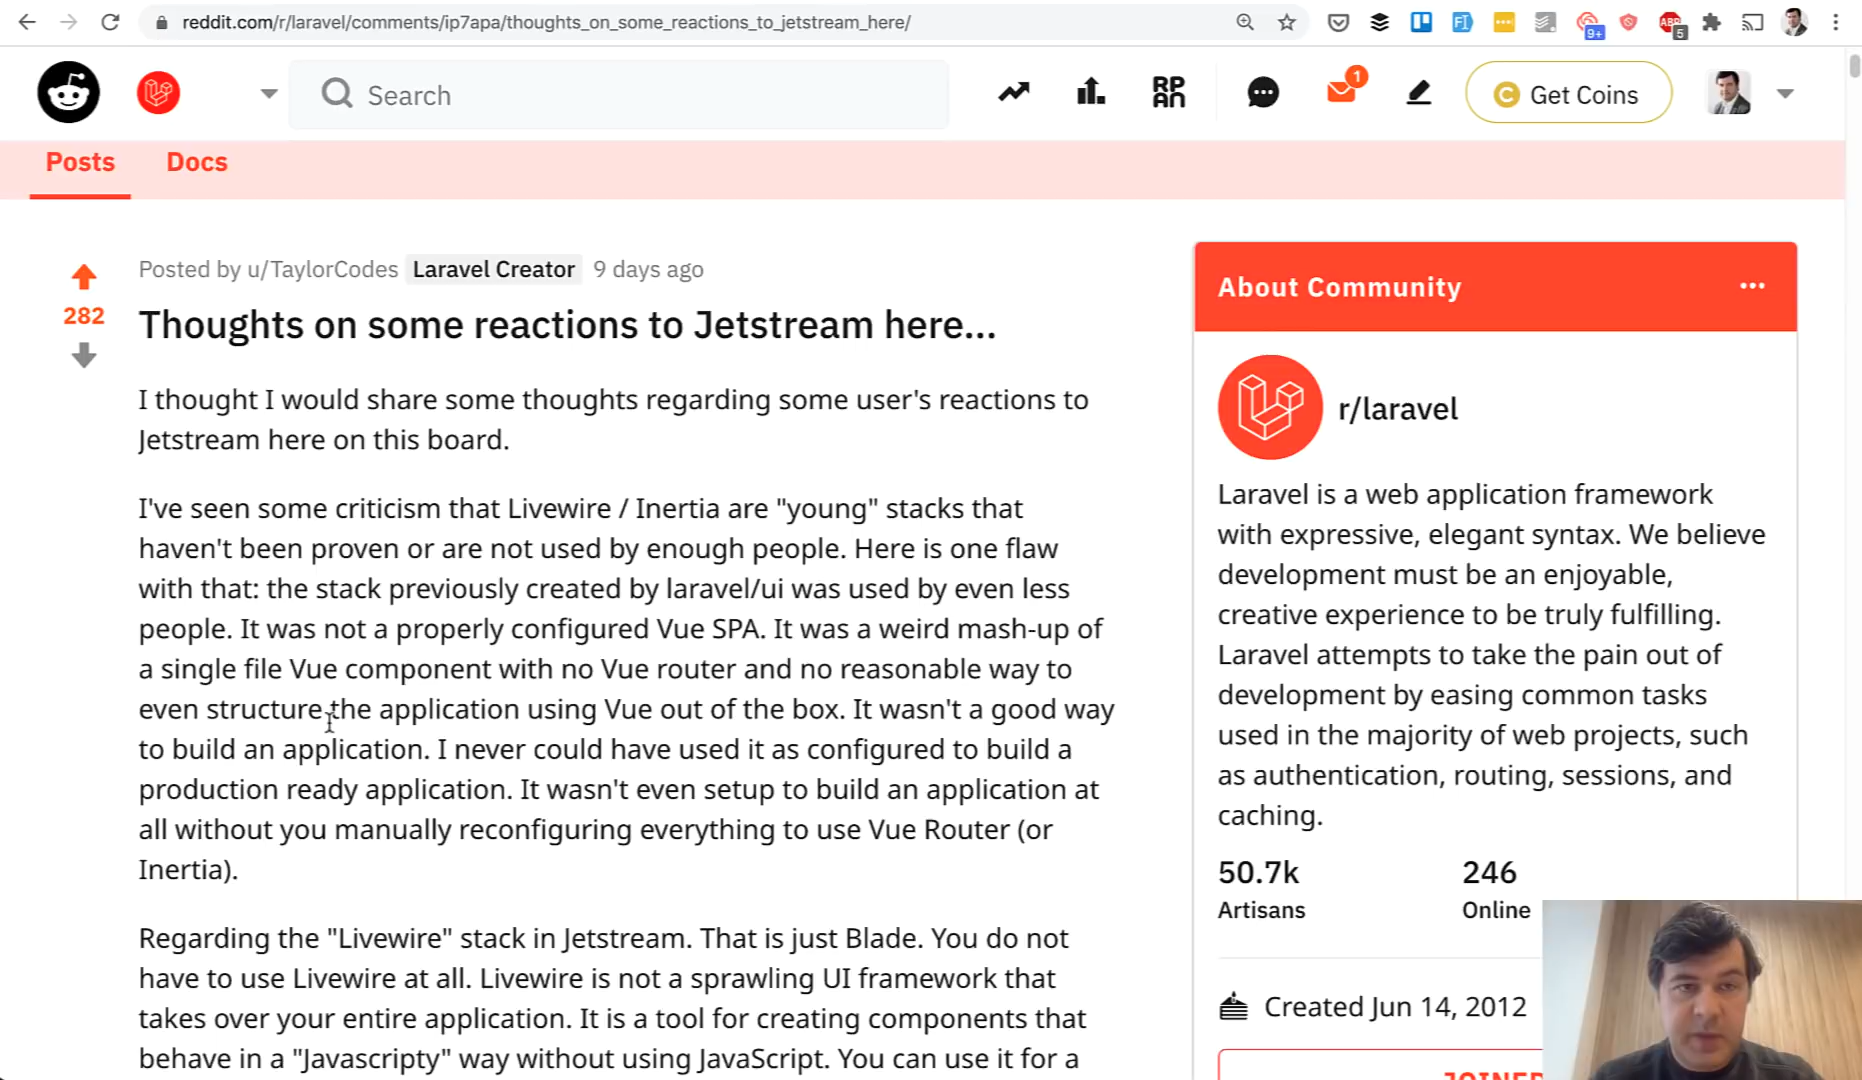 reddit.com/r/laravel/comments/ip7apa/thoughts_on_some_reactions_to_jetstream_here/
9+
ABP
5
Search
RPAN
1
Get Coins
Posts
Docs
Posted by u/TaylorCodes Laravel Creator 9 days ago
282
Thoughts on some reactions to Jetstream here...
I thought I would share some thoughts regarding some user's reactions to
Jetstream here on this board.
I've seen some criticism that Livewire / Inertia are "young" stacks that
haven't been proven or are not used by enough people. Here is one flaw
with that: the stack previously created by laravel/ui was used by even less
people. It was not a properly configured Vue SPA. It was a weird mash-up of
a single file Vue component with no Vue router and no reasonable way to
even structure the application using Vue out of the box. It wasn't a good way
to build an application. I never could have used it as configured to build a
production ready application. It wasn't even setup to build an application at
all without you manually reconfiguring everything to use Vue Router (or
Inertia).
Regarding the "Livewire" stack in Jetstream. That is just Blade. You do not
have to use Livewire at all. Livewire is not a sprawling UI framework that
takes over your entire application. It is a tool for creating components that
behave in a "Javascripty" way without using JavaScript. You can use it for a
About Community
r/laravel
Laravel is a web application framework
with expressive, elegant syntax. We believe
development must be an enjoyable,
creative experience to be truly fulfilling.
Laravel attempts to take the pain out of
development by easing common tasks
used in the majority of web projects, such
as authentication, routing, sessions, and
caching.
50.7k
246
Artisans
Online
Created Jun 14, 2012
JOINED